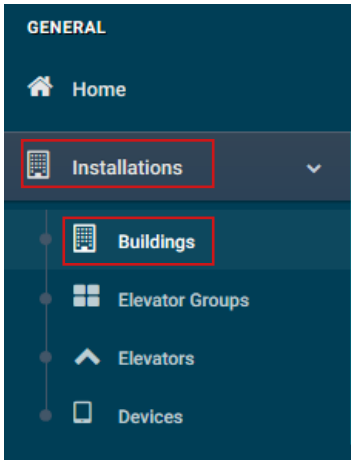 GENERAL
Home
Installations
Buildings
Elevator Groups
Elevators
Devices